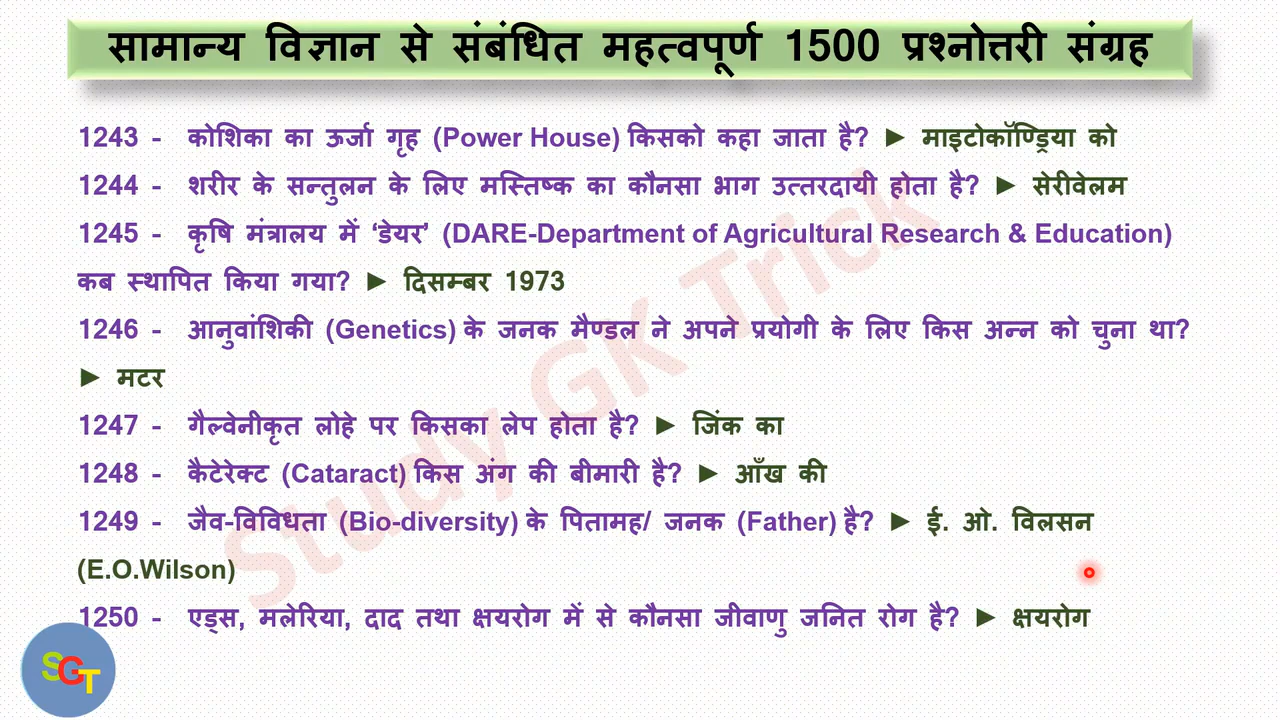 सामान्य विज्ञान से संबंधित महत्वपूर्ण 1500 प्रश्नोत्तरी संग्रह
1243 - कोशिका का ऊर्जा गृह (Power House) किसको कहा जाता है? ► माइटोकॉण्ड्रिया को
1244 - शरीर के सन्तुलन के लिए मस्तिष्क का कौनसा भाग उत्तरदायी होता है? ► सेरीवेलम
1245 - कृषि मंत्रालय में ‘डेयर’ (DARE-Department of Agricultural Research & Education)
कब स्थापित किया गया? ► दिसम्बर 1973
1246 - आनुवांशिकी (Genetics) के जनक मैण्डल ने अपने प्रयोगी के लिए किस अन्न को चुना था?
► मटर
1247 - गैल्वेनीकृत लोहे पर किसका लेप होता है? ► जिंक का
1248 - कैटेरेक्ट (Cataract) किस अंग की बीमारी है? ► आँख की
1249 - जैव-विविधता (Bio-diversity) के पितामह/ जनक (Father) है? ► ई. ओ. विलसन
(E.O.Wilson)
1250 - एड्स, मलेरिया, दाद तथा क्षयरोग में से कौनसा जीवाणु जनित रोग है? ► क्षयरोग
Study GK Trick
SGT